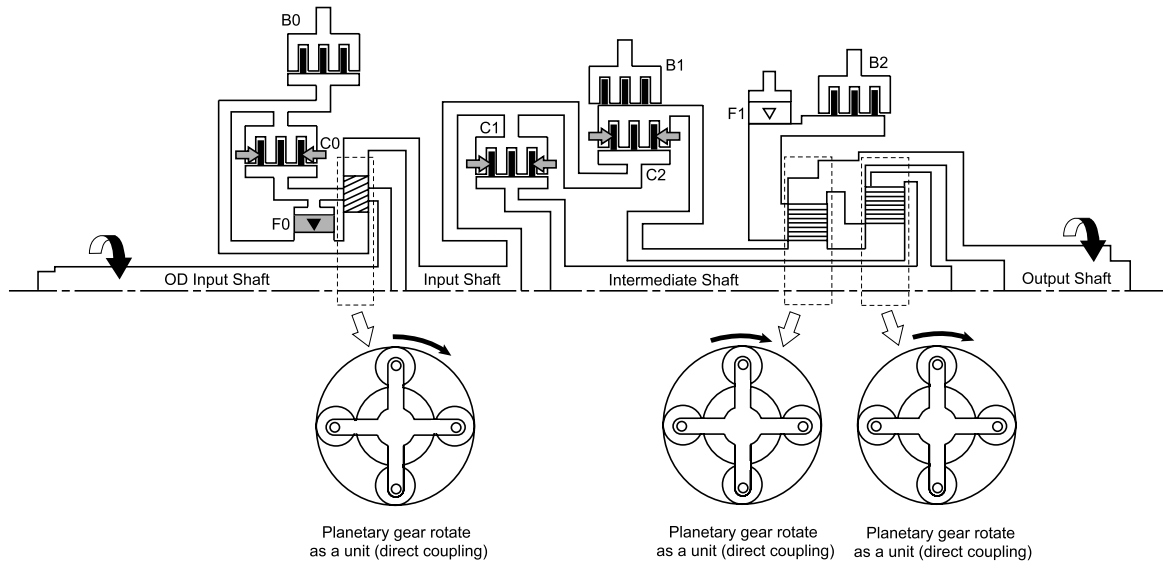 B0
B1
B2
F1
C1
C0
C2
F0
OD Input Shaft
Input Shaft
Intermediate Shaft
Output Shaft
Planetary gear rotate
as a unit (direct coupling)
Planetary gear rotate
as a unit (direct coupling)
Planetary gear rotate
as a unit (direct coupling)